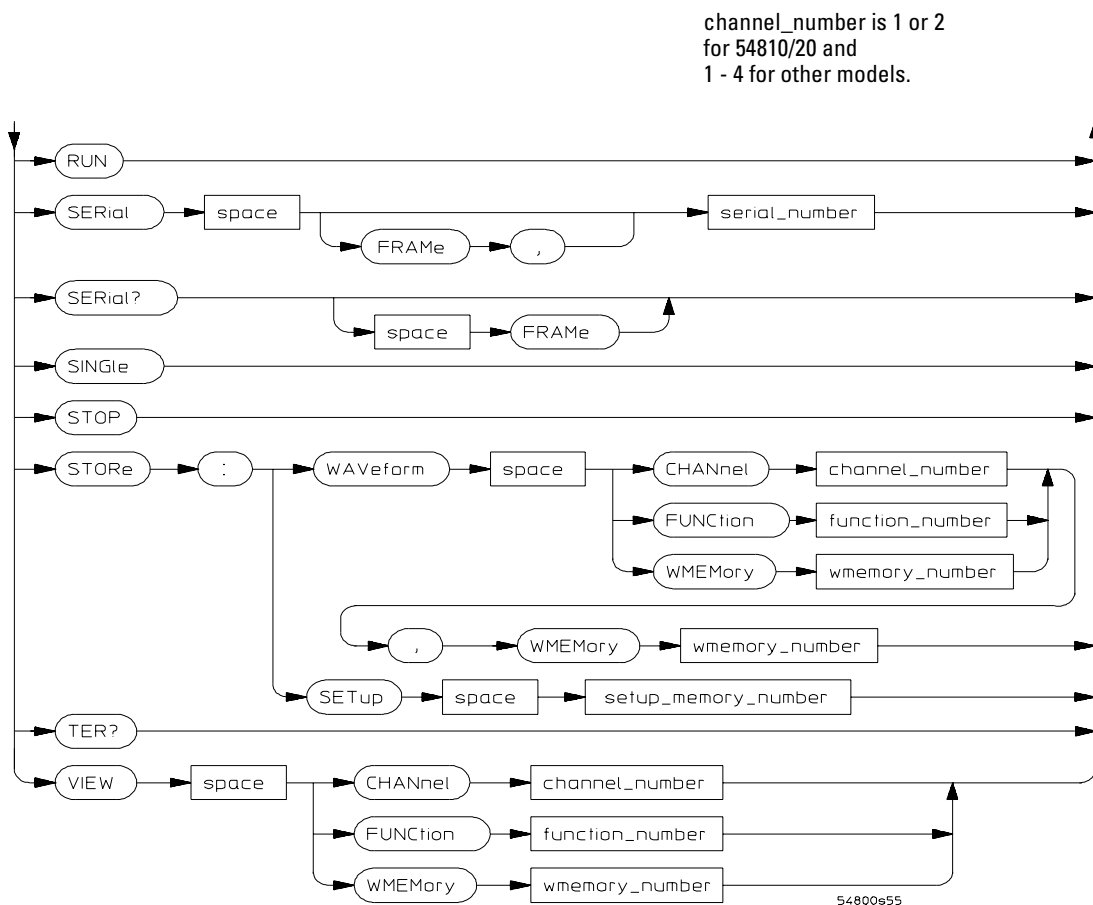 channel_number is 1 or 2
for 54810/20 and
1 - 4 for other models.
RUN
SERial space serial_number
FRAMe ,
SERial?
space FRAMe
SINGle
STOP
STORe : WAVeform space CHANnel channel_number
FUNCtion function_number
WMEMory wmemory_number
, WMEMory wmemory_number
SETup space setup_memory_number
TER?
VIEW space CHANnel channel_number
FUNCtion function_number
WMEMory wmemory_number
54800s55